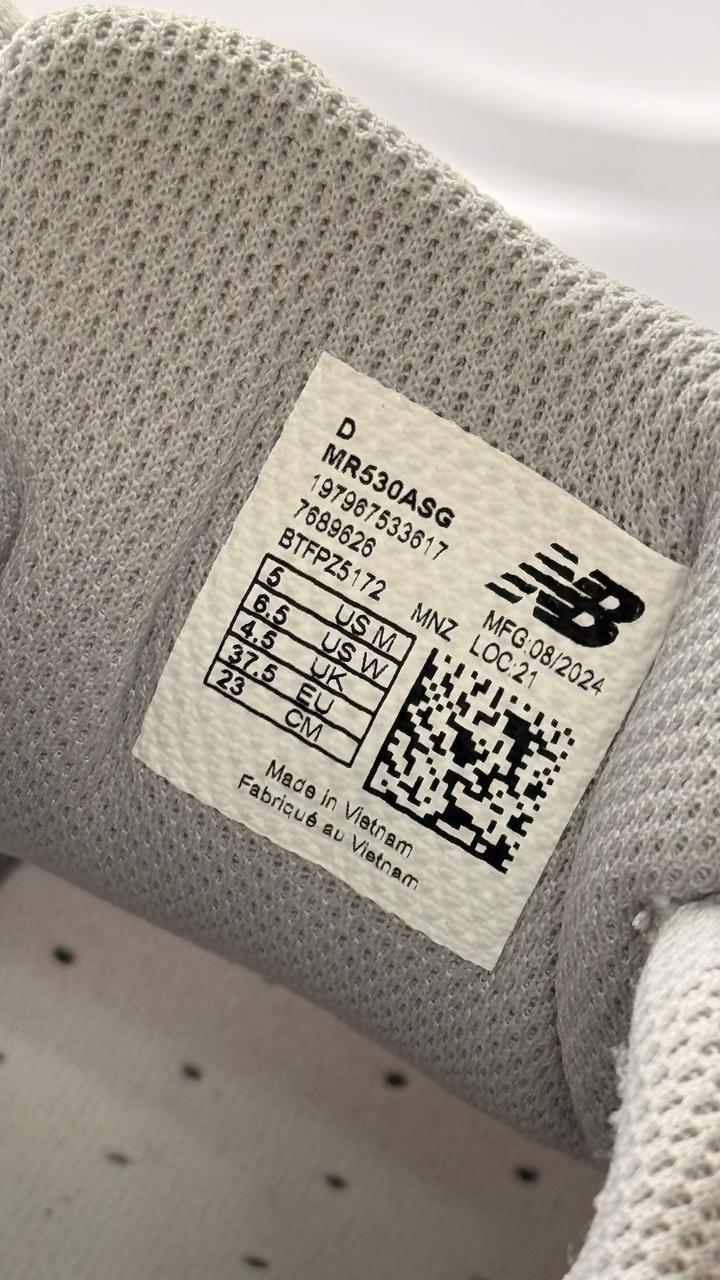 D
MR530ASG
197967533617
7689626
BTFPZ5172
MNZ
MFG:08/2024
LOC:21
NB
5 US M
6.5 US W
4.5 UK
37.5 EU
23 CM
Made in Vietnam
Fabriqué au Vietnam